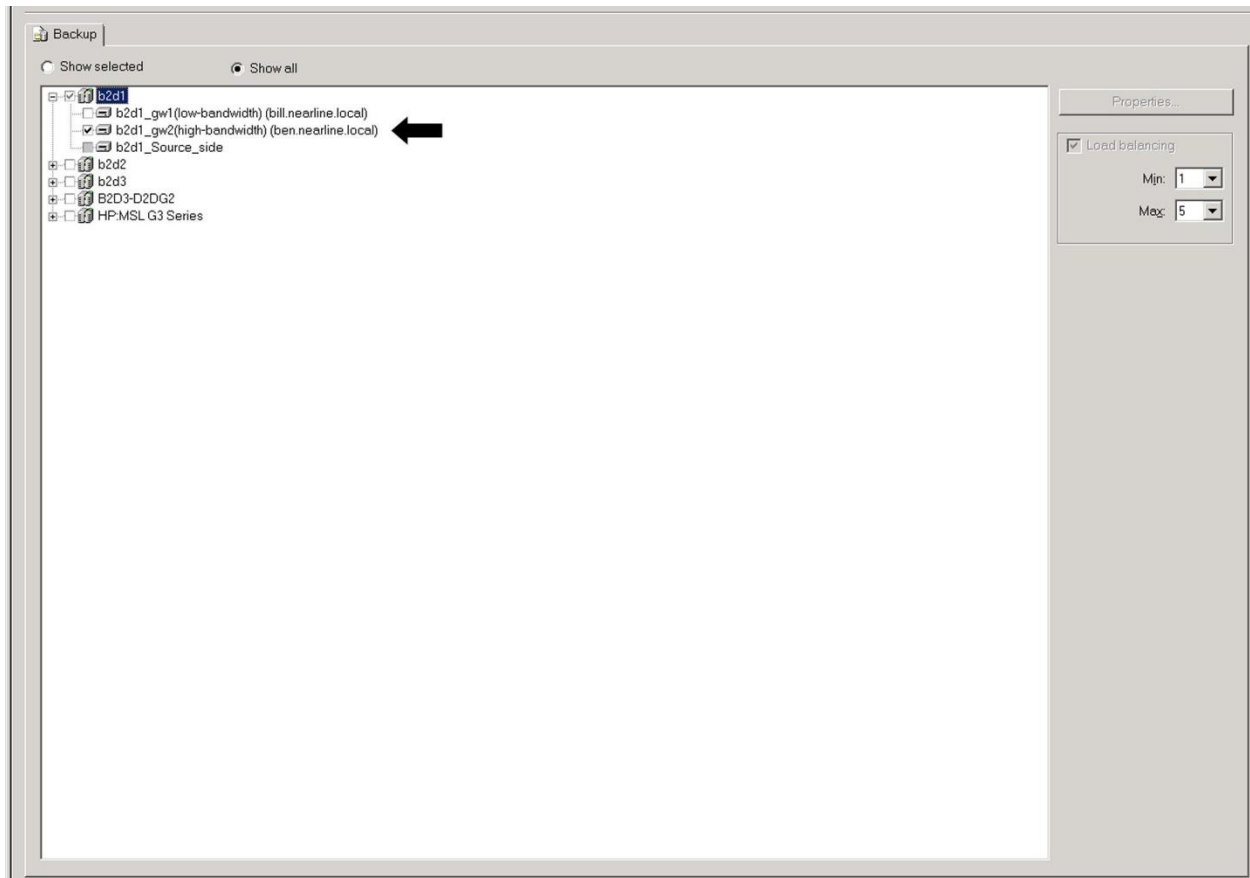 Backup
Show selected
Show all
b2d1
b2d1_gw1(low-bandwidth) (bill.nearline.local)
b2d1_gw2(high-bandwidth) (ben.nearline.local)
b2d1_Source_side
b2d2
b2d3
B2D3-D2DG2
HP:MSL G3 Series
Properties...
Load balancing
Min: 1
Max: 5